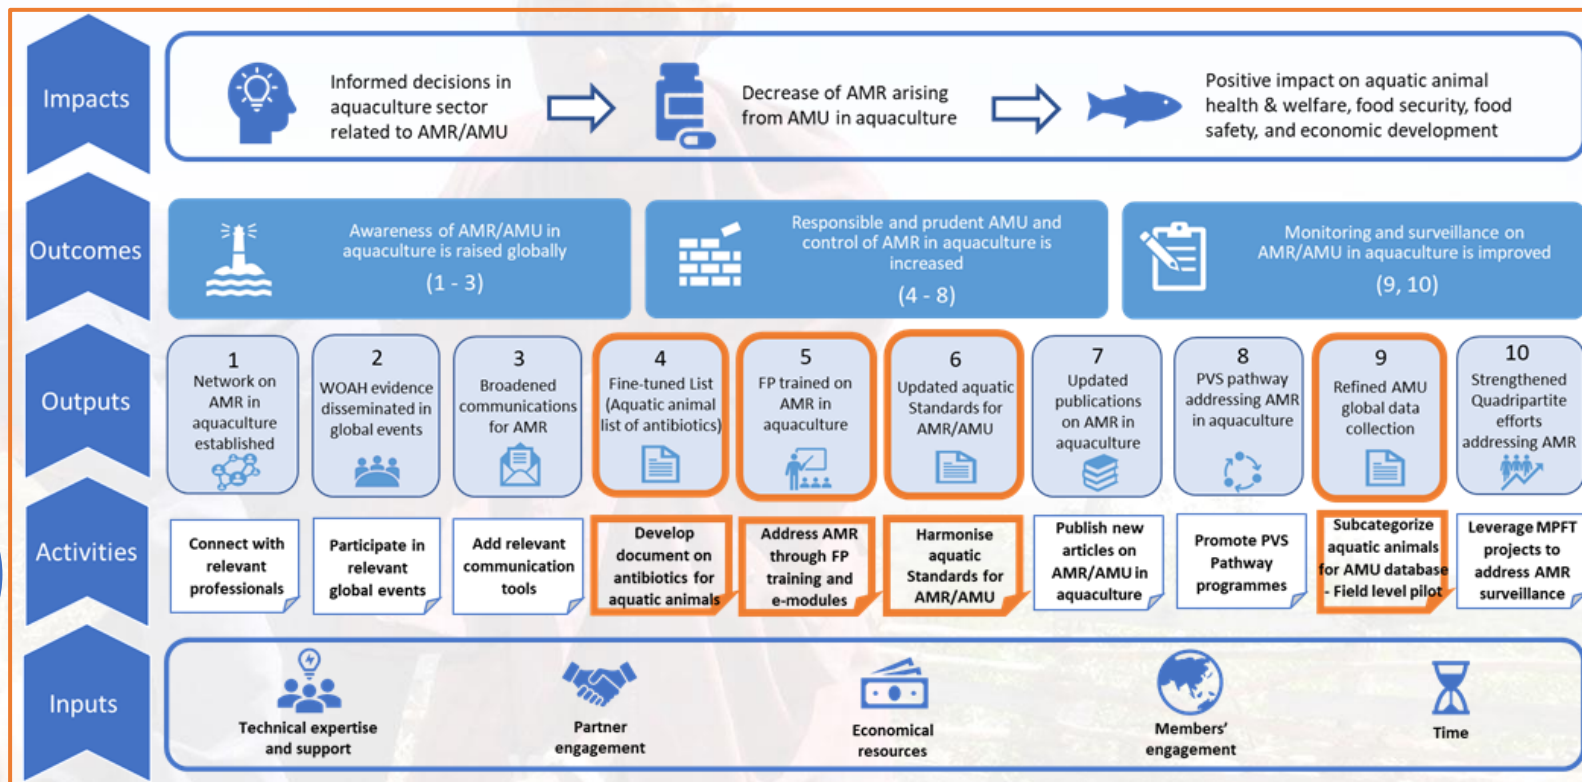 Impacts
Informed decisions in
aquaculture sector
related to AMR/AMU
Decrease of AMR arising
from AMU in aquaculture
Positive impact on aquatic animal
health & welfare, food security, food
safety, and economic development
Outcomes
Awareness of AMR/AMU in
aquaculture is raised globally
(1 - 3)
Responsible and prudent AMU and
control of AMR in aquaculture is
increased
(4 - 8)
Monitoring and surveillance on
AMR/AMU in aquaculture is improved
(9, 10)
Outputs
1
Network on
AMR in
aquaculture
established
2
WOAH evidence
disseminated in
global events
3
Broadened
communications
for AMR
4
Fine-tuned List
(Aquatic animal
list of antibiotics)
5
FP trained on
AMR in
aquaculture
6
Updated aquatic
Standards for
AMR/AMU
7
Updated
publications
on AMR in
aquaculture
8
PVS pathway
addressing AMR
in aquaculture
9
Refined AMU
global data
collection
10
Strengthened
Quadripartite
efforts
addressing AMR
Activities
Connect with
relevant
professionals
Participate in
relevant
global events
Add relevant
communication
tools
Develop
document on
antibiotics for
aquatic animals
Address AMR
through FP
training and
e-modules
Harmonise
aquatic
Standards for
AMR/AMU
Publish new
articles on
AMR/AMU in
aquaculture
Promote PVS
Pathway
programmes
Subcategorize
aquatic animals
for AMU database
- Field level pilot
Leverage MPFT
projects to
address AMR
surveillance
Inputs
Technical expertise
and support
Partner
engagement
Economical
resources
Members'
engagement
Time